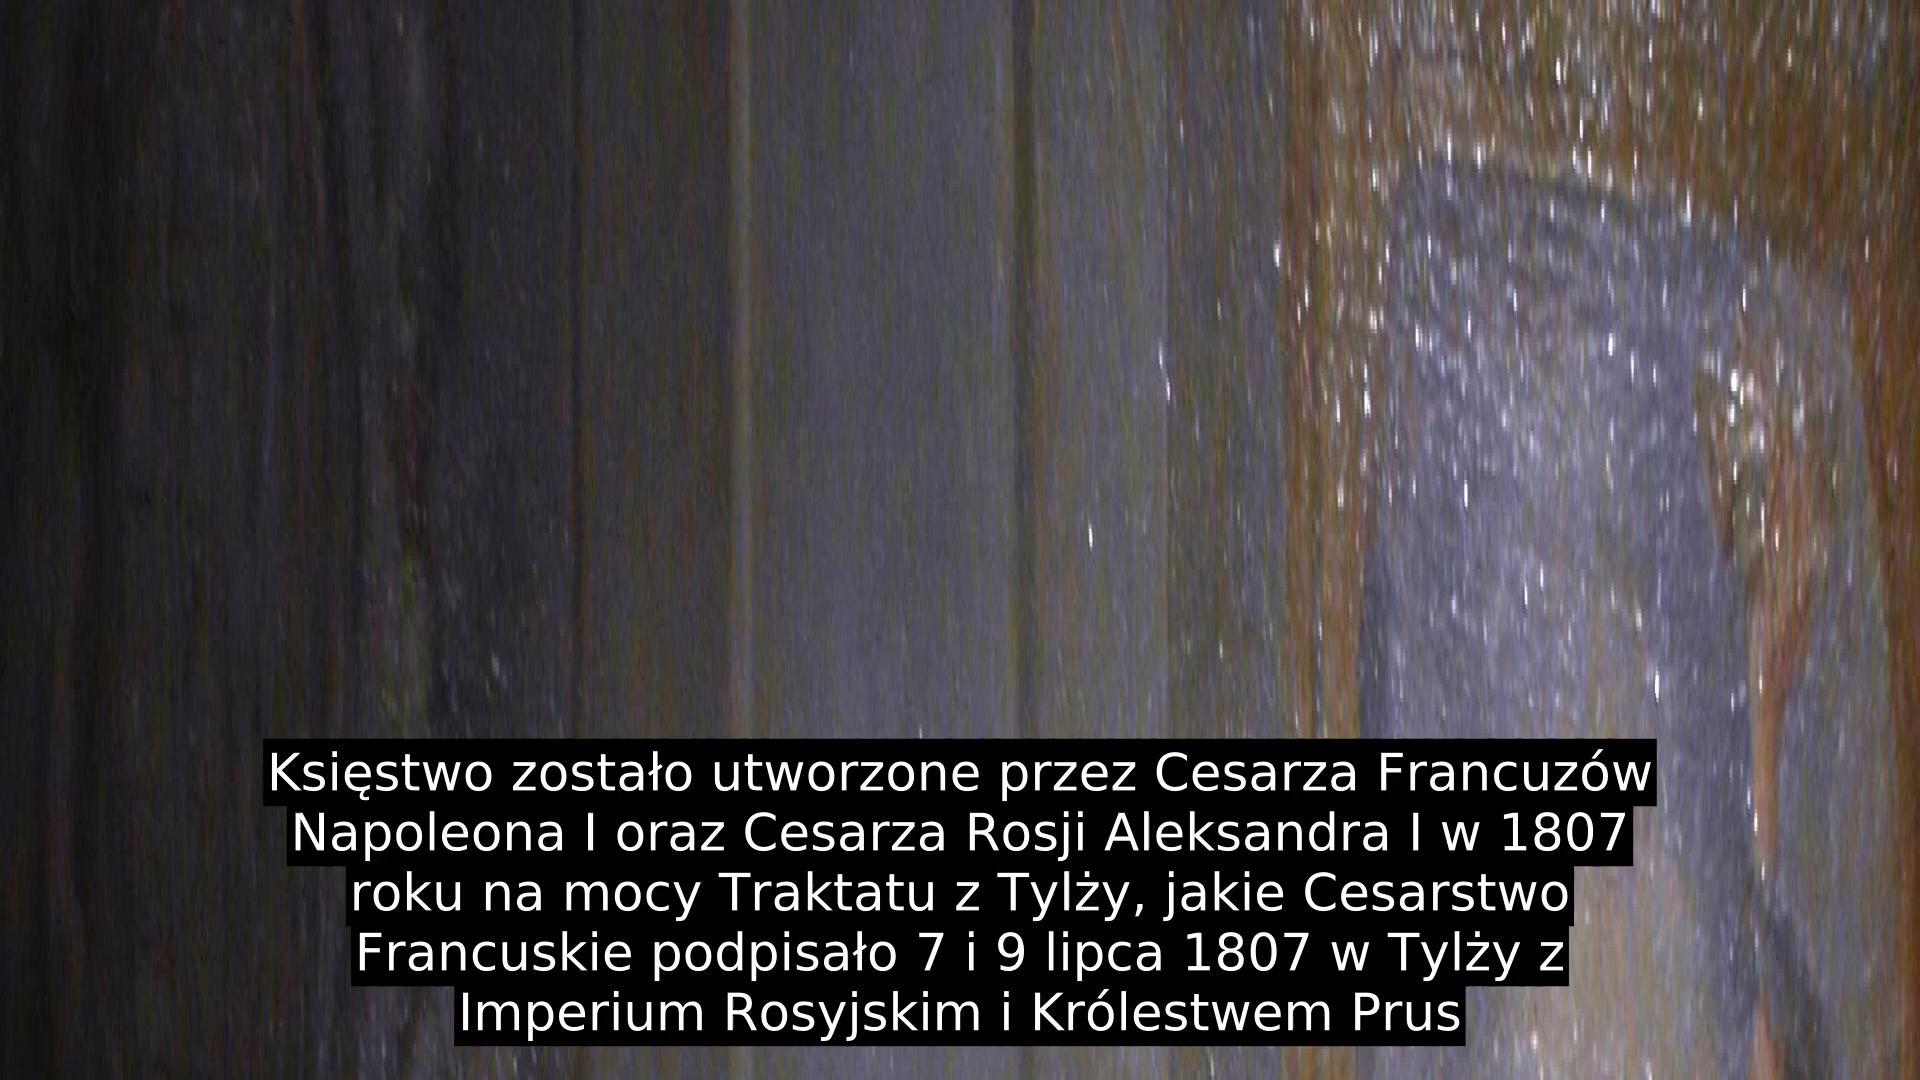 Księstwo zostało utworzone przez Cesarza Francuzów
Napoleona I oraz Cesarza Rosji Aleksandra I w 1807
roku na mocy Traktatu z Tylży, jakie Cesarstwo
Francuskie podpisało 7 i 9 lipca 1807 w Tylży z
Imperium Rosyjskim i Królestwem Prus